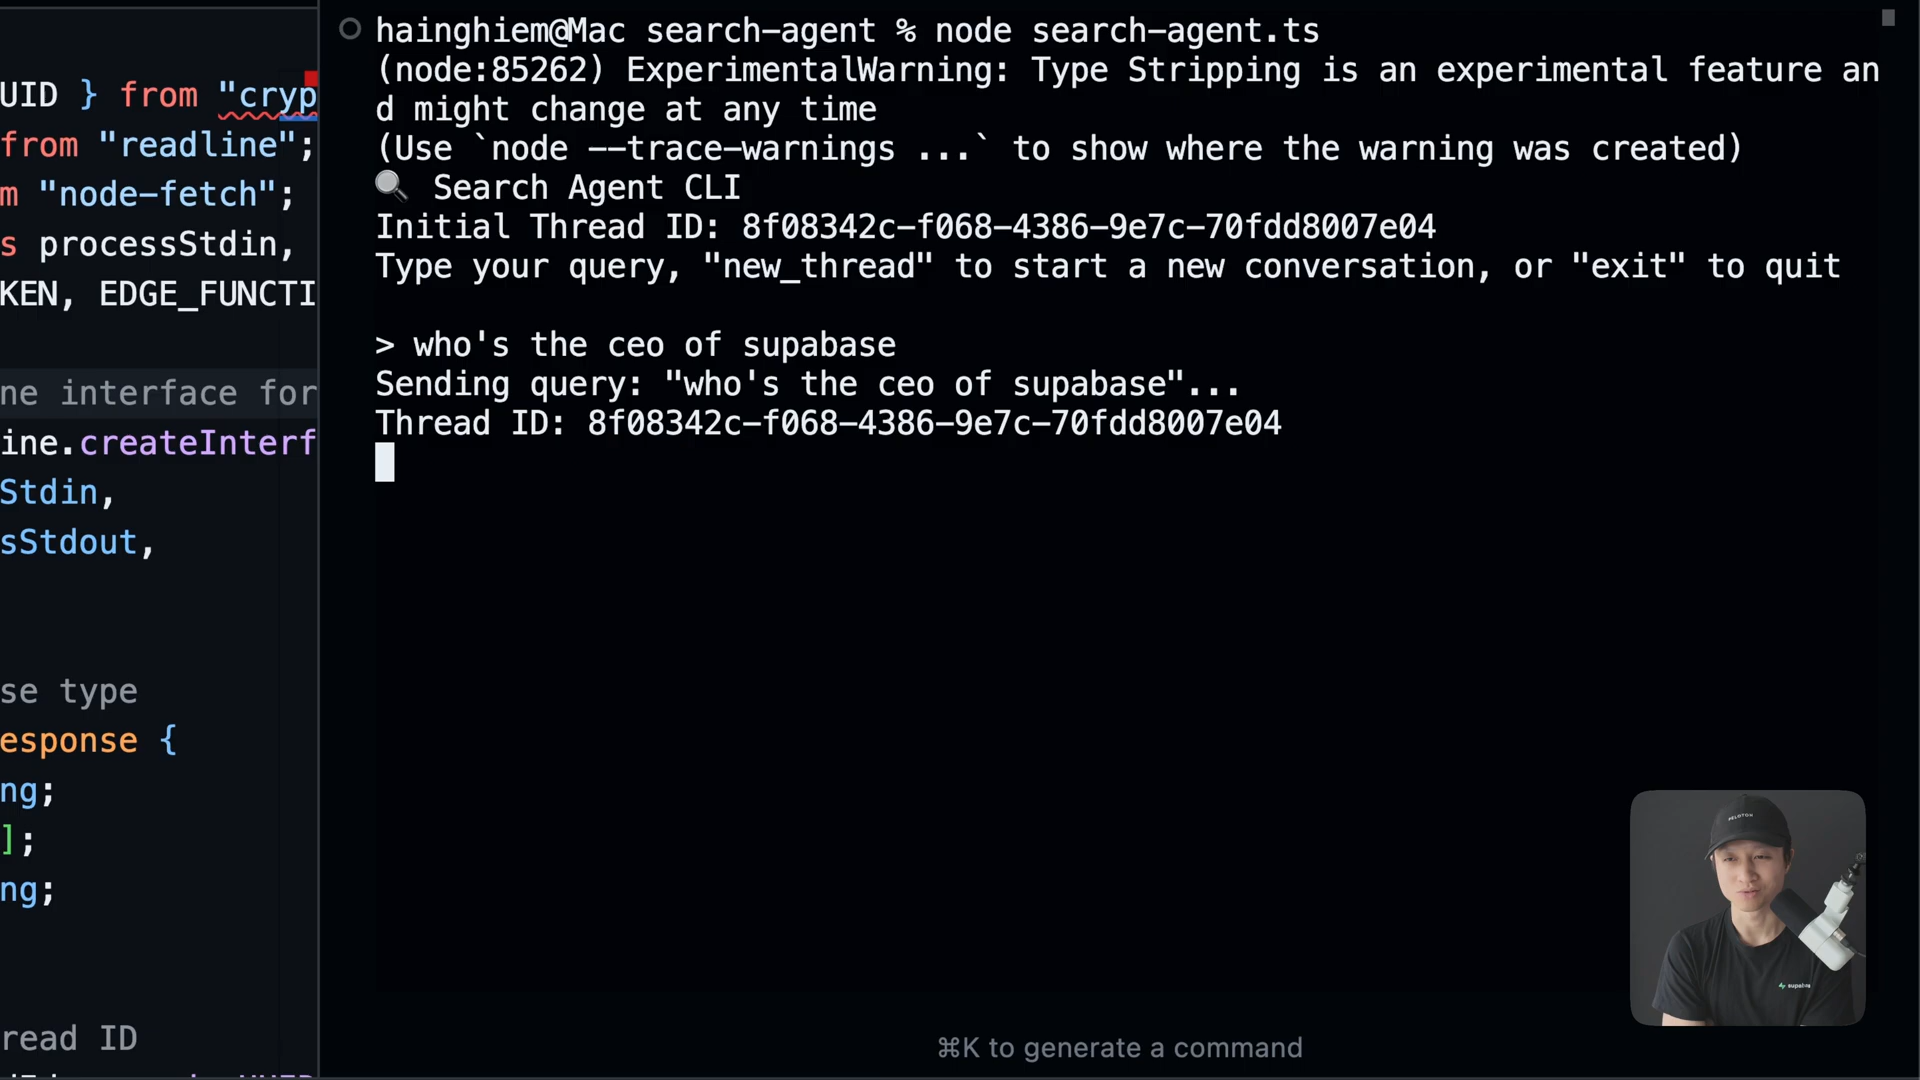 UID } from "cryp
from "readline";
m "node-fetch";
s processStdin,
KEN, EDGE_FUNCTI
ne interface for
ine.createInterf
Stdin,
sStdout,
se type
esponse {
ng;
];
ng;
read ID
hainghiem@Mac search-agent % node search-agent.ts
(node:85262) ExperimentalWarning: Type Stripping is an experimental feature an
d might change at any time
(Use `node --trace-warnings ...` to show where the warning was created)
🔍 Search Agent CLI
Initial Thread ID: 8f08342c-f068-4386-9e7c-70fdd8007e04
Type your query, "new_thread" to start a new conversation, or "exit" to quit
> who's the ceo of supabase
Sending query: "who's the ceo of supabase"...
Thread ID: 8f08342c-f068-4386-9e7c-70fdd8007e04
PELOTON
supabase
⌘K to generate a command